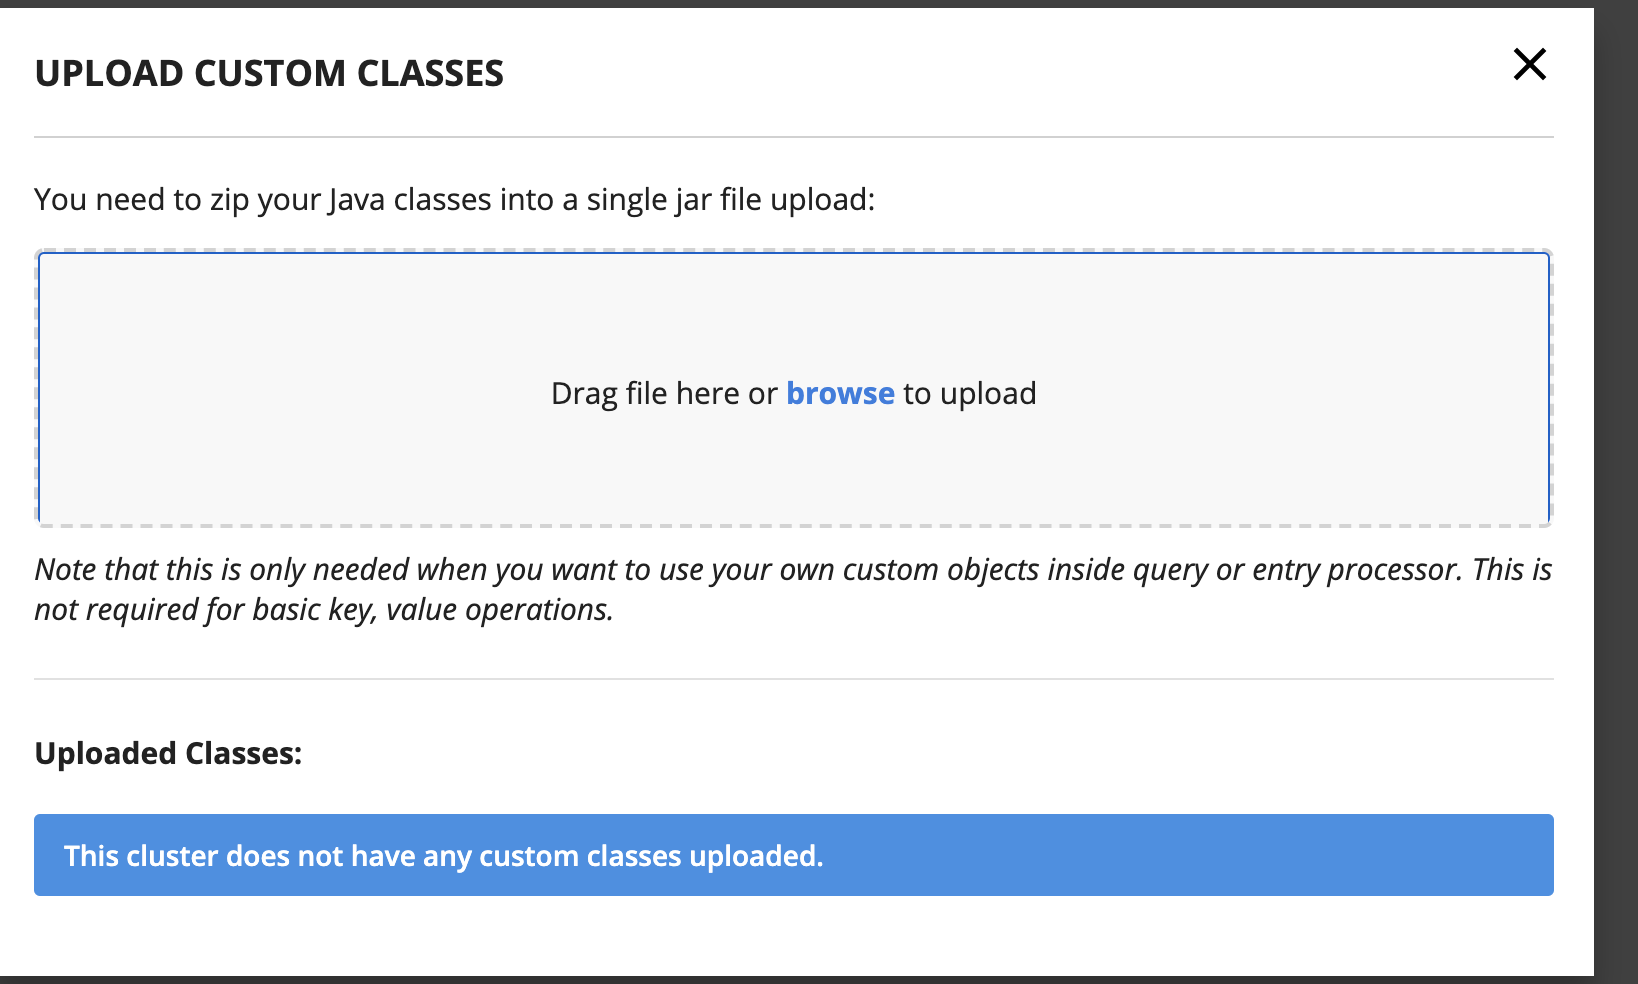 UPLOAD CUSTOM CLASSES
You need to zip your Java classes into a single jar file upload:
Drag file here or browse to upload
Note that this is only needed when you want to use your own custom objects inside query or entry processor. This is
not required for basic key, value operations.
Uploaded Classes:
This cluster does not have any custom classes uploaded.